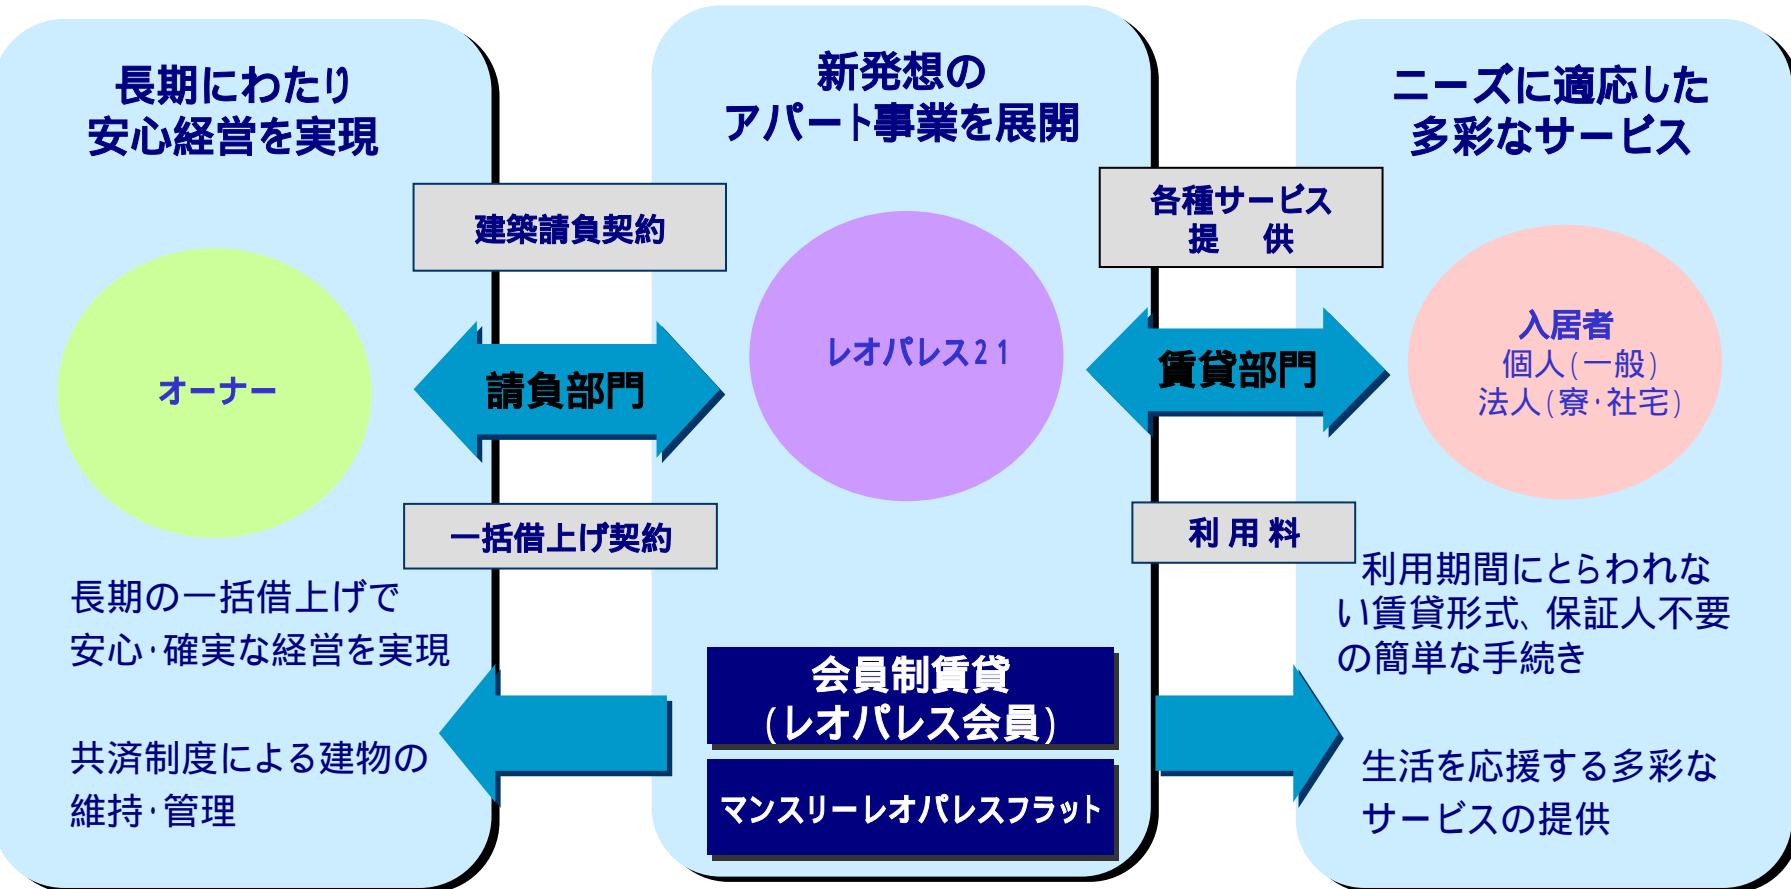 長期にわたり
安心経営を実現
オーナー
長期の一括借上げで
安心・確実な経営を実現
共済制度による建物の
維持・管理
建築請負契約
請負部門
一括借上げ契約
新発想の
アパート事業を展開
レオパレス21
会員制賃貸
(レオパレス会員)
マンスリーレオパレスフラット
各種サービス
提　供
賃貸部門
利 用 料
ニーズに適応した
多彩なサービス
入居者
個人(一般)
法人(寮・社宅)
利用期間にとらわれな
い賃貸形式、保証人不要
の簡単な手続き
生活を応援する多彩な
サービスの提供